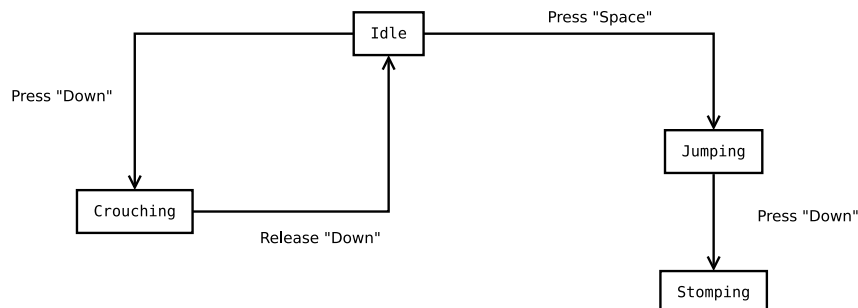 Press "Space"
Idle
Press "Down"
Jumping
Crouching
Press "Down"
Release "Down"
Stomping